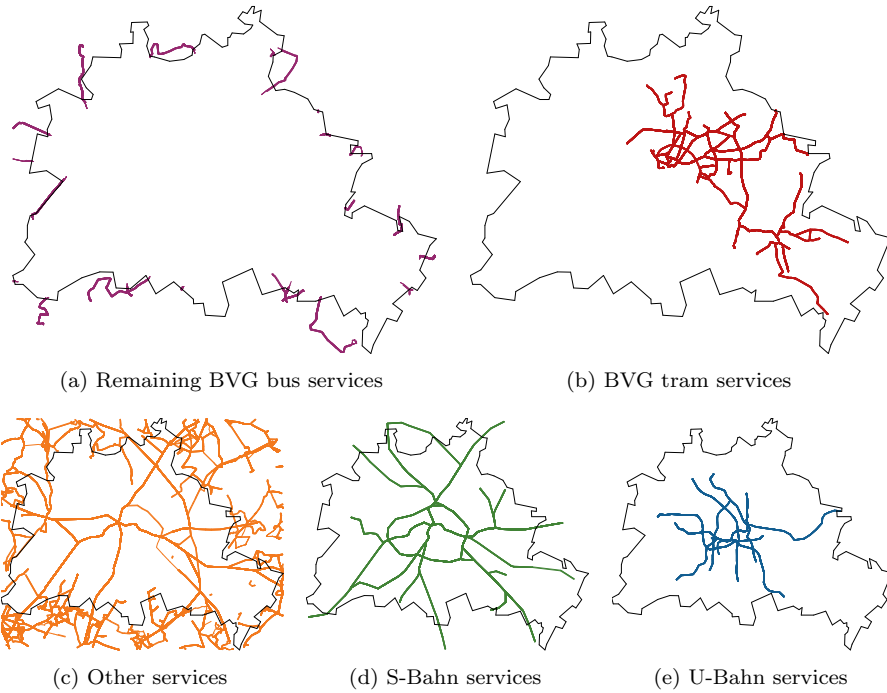 (a) Remaining BVG bus services
(b) BVG tram services
(c) Other services
(d) S-Bahn services
(e) U-Bahn services